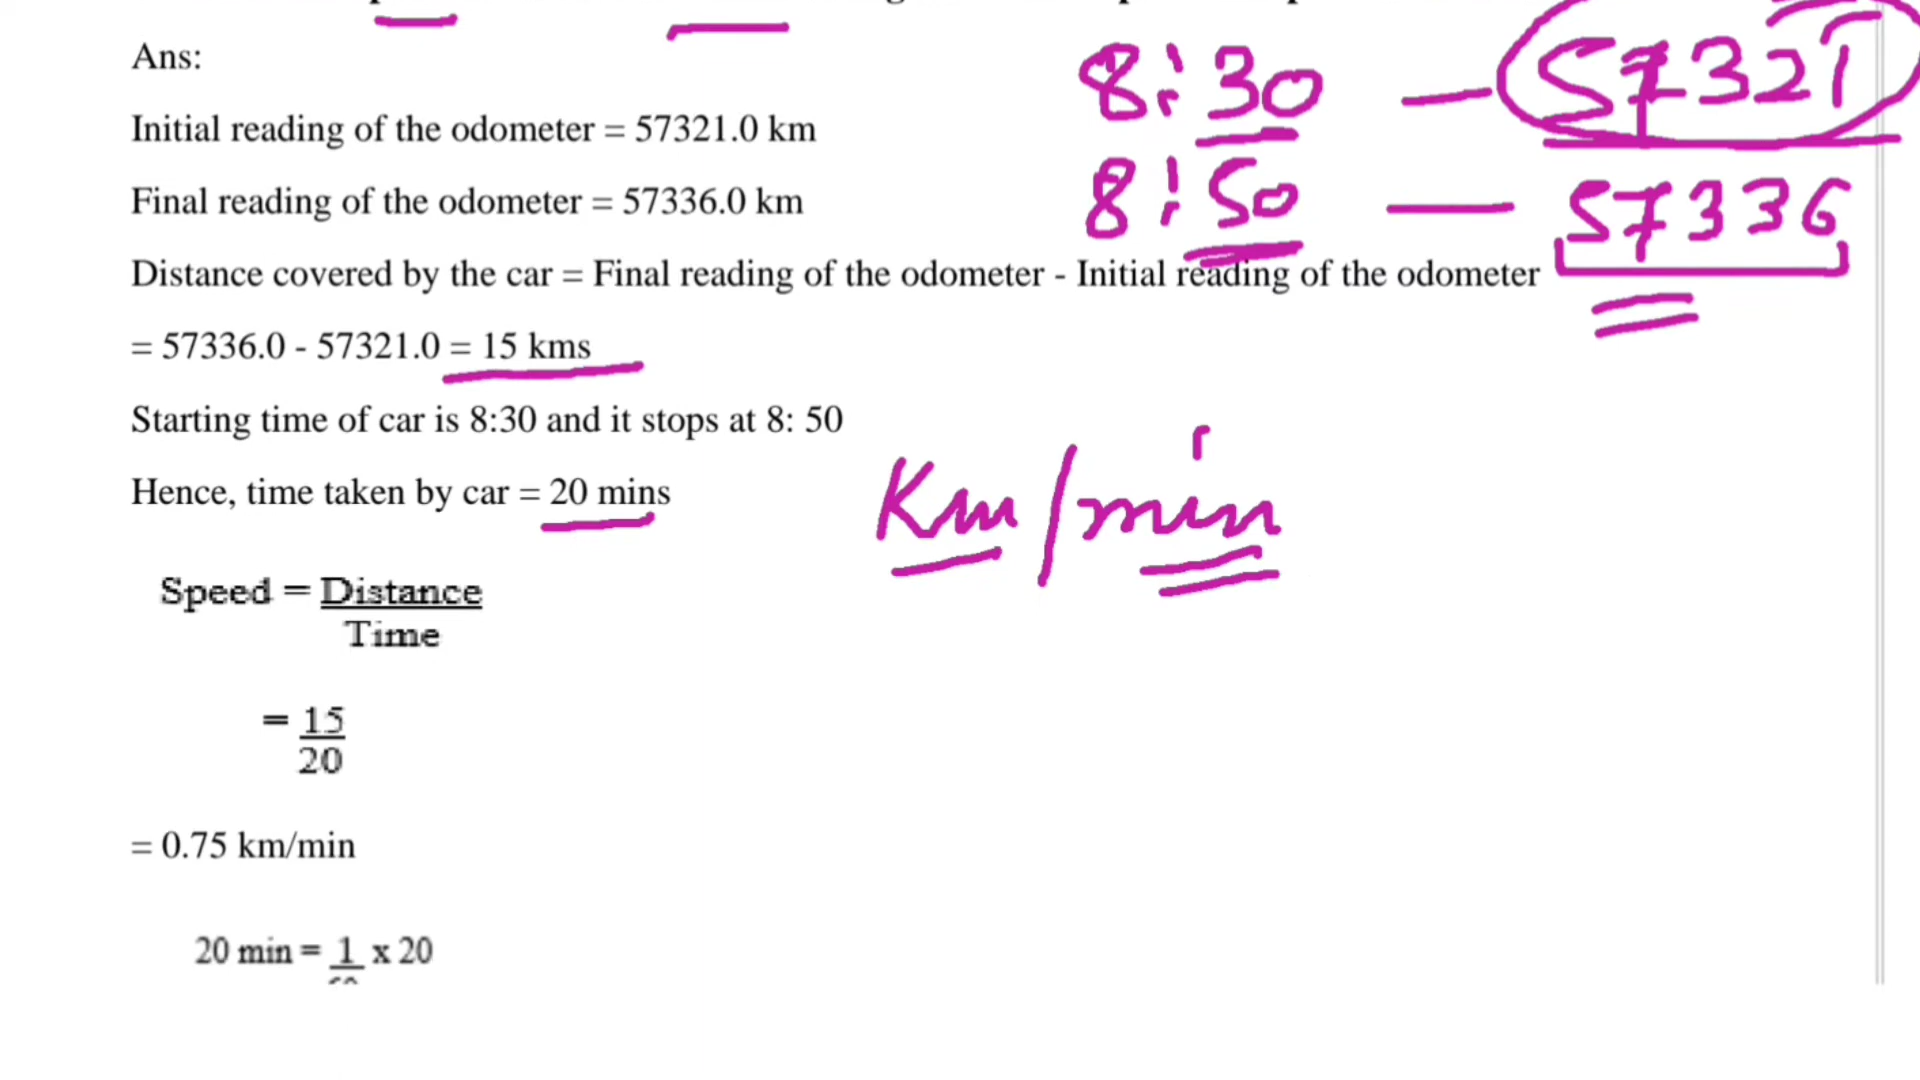 Ans:
8:30 — 57321
Initial reading of the odometer = 57321.0 km
8:50 — 57336
Final reading of the odometer = 57336.0 km
Distance covered by the car = Final reading of the odometer - Initial reading of the odometer
= 57336.0 - 57321.0 = 15 kms
Starting time of car is 8:30 and it stops at 8: 50
Hence, time taken by car = 20 mins
Km/min
Speed = Distance
Time
= 15
20
= 0.75 km/min
20 min = 1 x 20